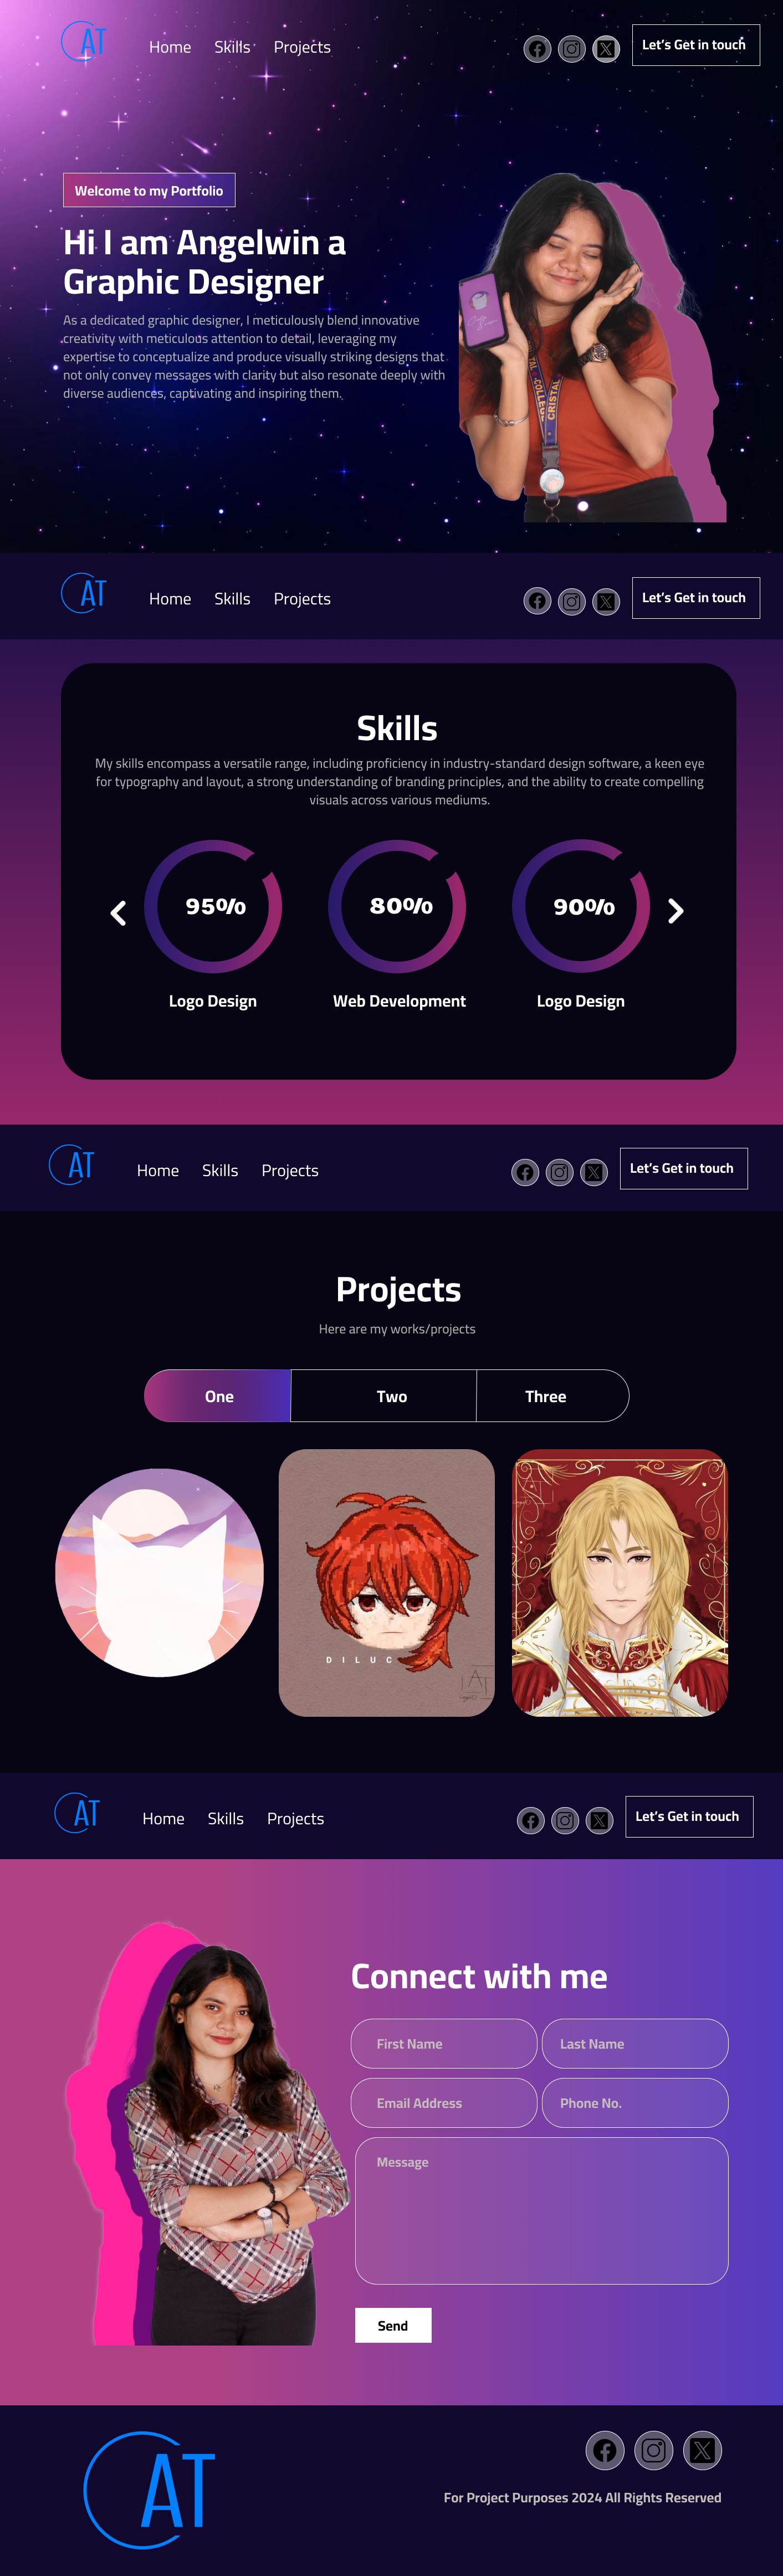 AT
Home Skills Projects
Let's Get in touch
Welcome to my Portfolio
Hi I am Angelwin a
Graphic Designer
As a dedicated graphic designer, I meticulously blend innovative
creativity with meticulous attention to detail, leveraging my
expertise to conceptualize and produce visually striking designs that
not only convey messages with clarity but also resonate deeply with
diverse audiences, captivating and inspiring them.
COLLEGE
CRISTAL
AT
Home Skills Projects
Let's Get in touch
Skills
My skills encompass a versatile range, including proficiency in industry-standard design software, a keen eye
for typography and layout, a strong understanding of branding principles, and the ability to create compelling
visuals across various mediums.
95% 80% 90%
Logo Design Web Development Logo Design
AT
Home Skills Projects
Let's Get in touch
Projects
Here are my works/projects
One Two Three
DILUC
AT
Home Skills Projects
Let's Get in touch
Connect with me
First Name Last Name
Email Address Phone No.
Message
Send
AT
For Project Purposes 2024 All Rights Reserved